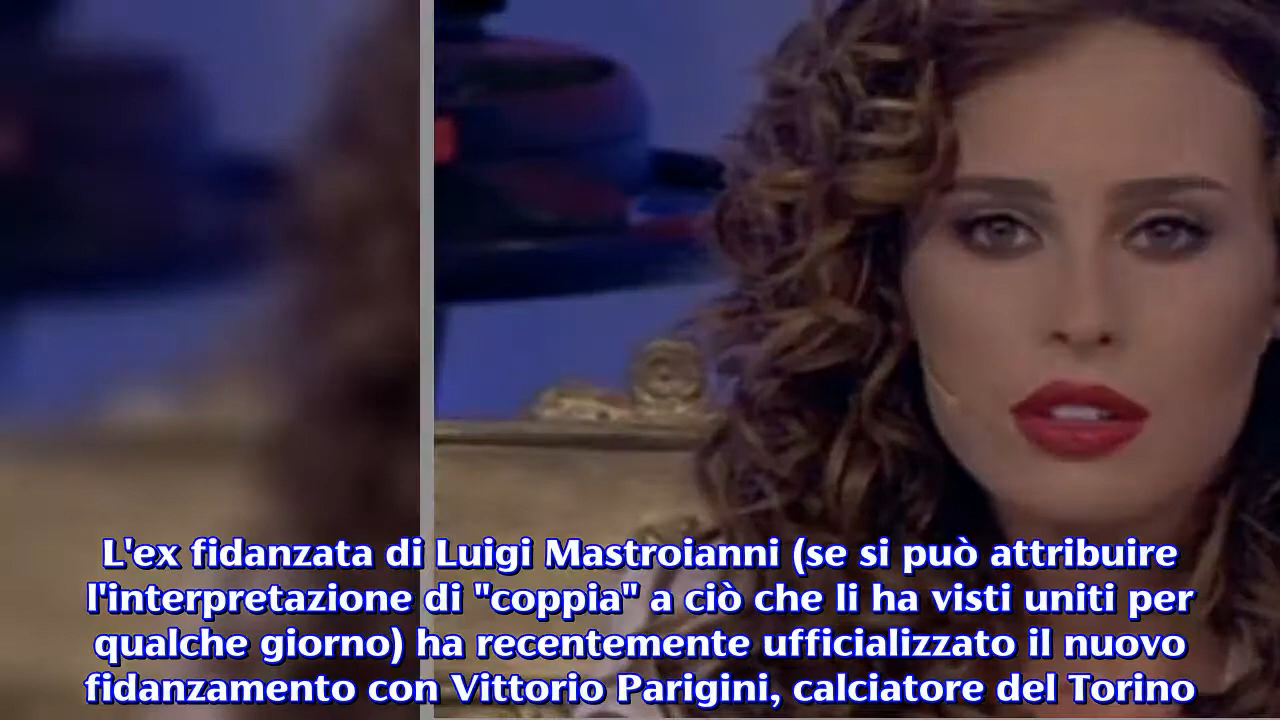 L'ex fidanzata di Luigi Mastroianni (se si può attribuire
l'interpretazione di "coppia" a ciò che li ha visti uniti per
qualche giorno) ha recentemente ufficializzato il nuovo
fidanzamento con Vittorio Parigini, calciatore del Torino